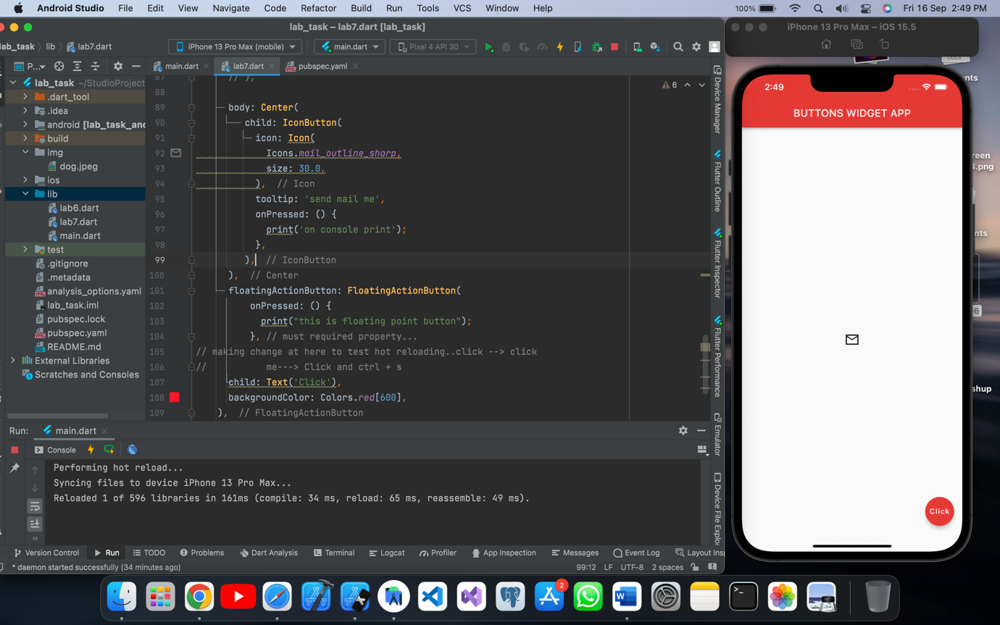 Android Studio File Edit View Navigate Code Refactor Build Run Tools VCS Window Help 100% Fri 16 Sep 2:49 PM
lab_task – lab7.dart [lab_task]
iPhone 13 Pro Max – iOS 15.5
lab_task lib lab7.dart iPhone 13 Pro Max (mobile) main.dart Pixel 4 API 30
P... main.dart lab7.dart pubspec.yaml
lab_task ~/StudioProject
.dart_tool
.idea
android [lab_task_and
build
img
dog.jpeg
ios
lib
lab6.dart
lab7.dart
main.dart
test
.gitignore
.metadata
analysis_options.yaml
lab_task.iml
pubspec.lock
pubspec.yaml
README.md
External Libraries
Scratches and Consoles
87 // ),
88
89 body: Center(
90 child: IconButton(
91 icon: Icon(
92 Icons.mail_outline_sharp,
93 size: 30.0,
94 ), // Icon
95 tooltip: 'send mail me',
96 onPressed: () {
97 print('on console print');
98 },
99 ), // IconButton
100 ), // Center
101 floatingActionButton: FloatingActionButton(
102 onPressed: () {
103 print("this is floating point button");
104 }, // must required property...
105 // making change at here to test hot reloading..click --> click
106 // me---> Click and ctrl + s
107 child: Text('Click'),
108 backgroundColor: Colors.red[600],
109 ), // FloatingActionButton
6
Device Manager
Flutter Outline
Flutter Inspector
Flutter Performance
Emulator
Device File Explo
Run: main.dart
Console
Performing hot reload...
Syncing files to device iPhone 13 Pro Max...
Reloaded 1 of 596 libraries in 161ms (compile: 34 ms, reload: 65 ms, reassemble: 49 ms).
Version Control Run TODO Problems Dart Analysis Terminal Logcat Profiler App Inspection Messages Event Log Layout Ins
* daemon started successfully (34 minutes ago) 99:12 LF UTF-8 2 spaces
2:49
BUTTONS WIDGET APP
Click
DOCX
nts
reen
4.png
nts
6
shup
2